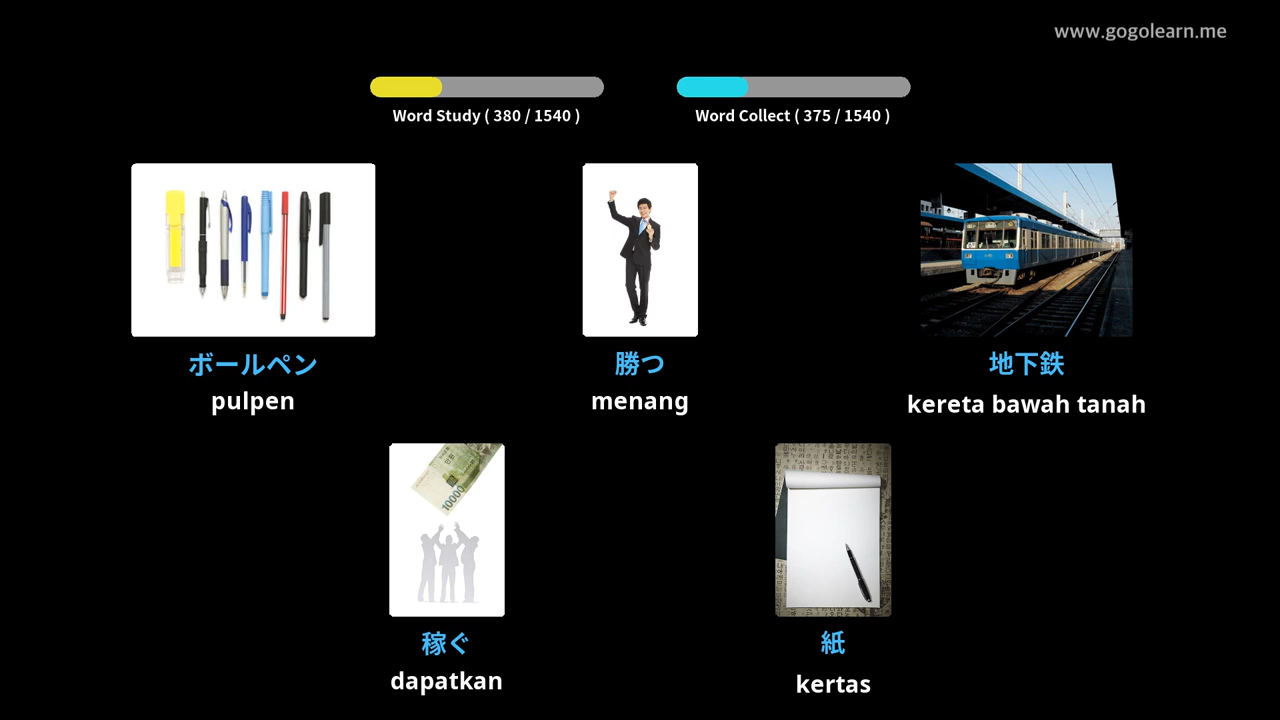 www.gogolearn.me
Word Study ( 380 / 1540 )
Word Collect ( 375 / 1540 )
ボールペン
pulpen
勝つ
menang
地下鉄
kereta bawah tanah
10000
稼ぐ
dapatkan
紙
kertas